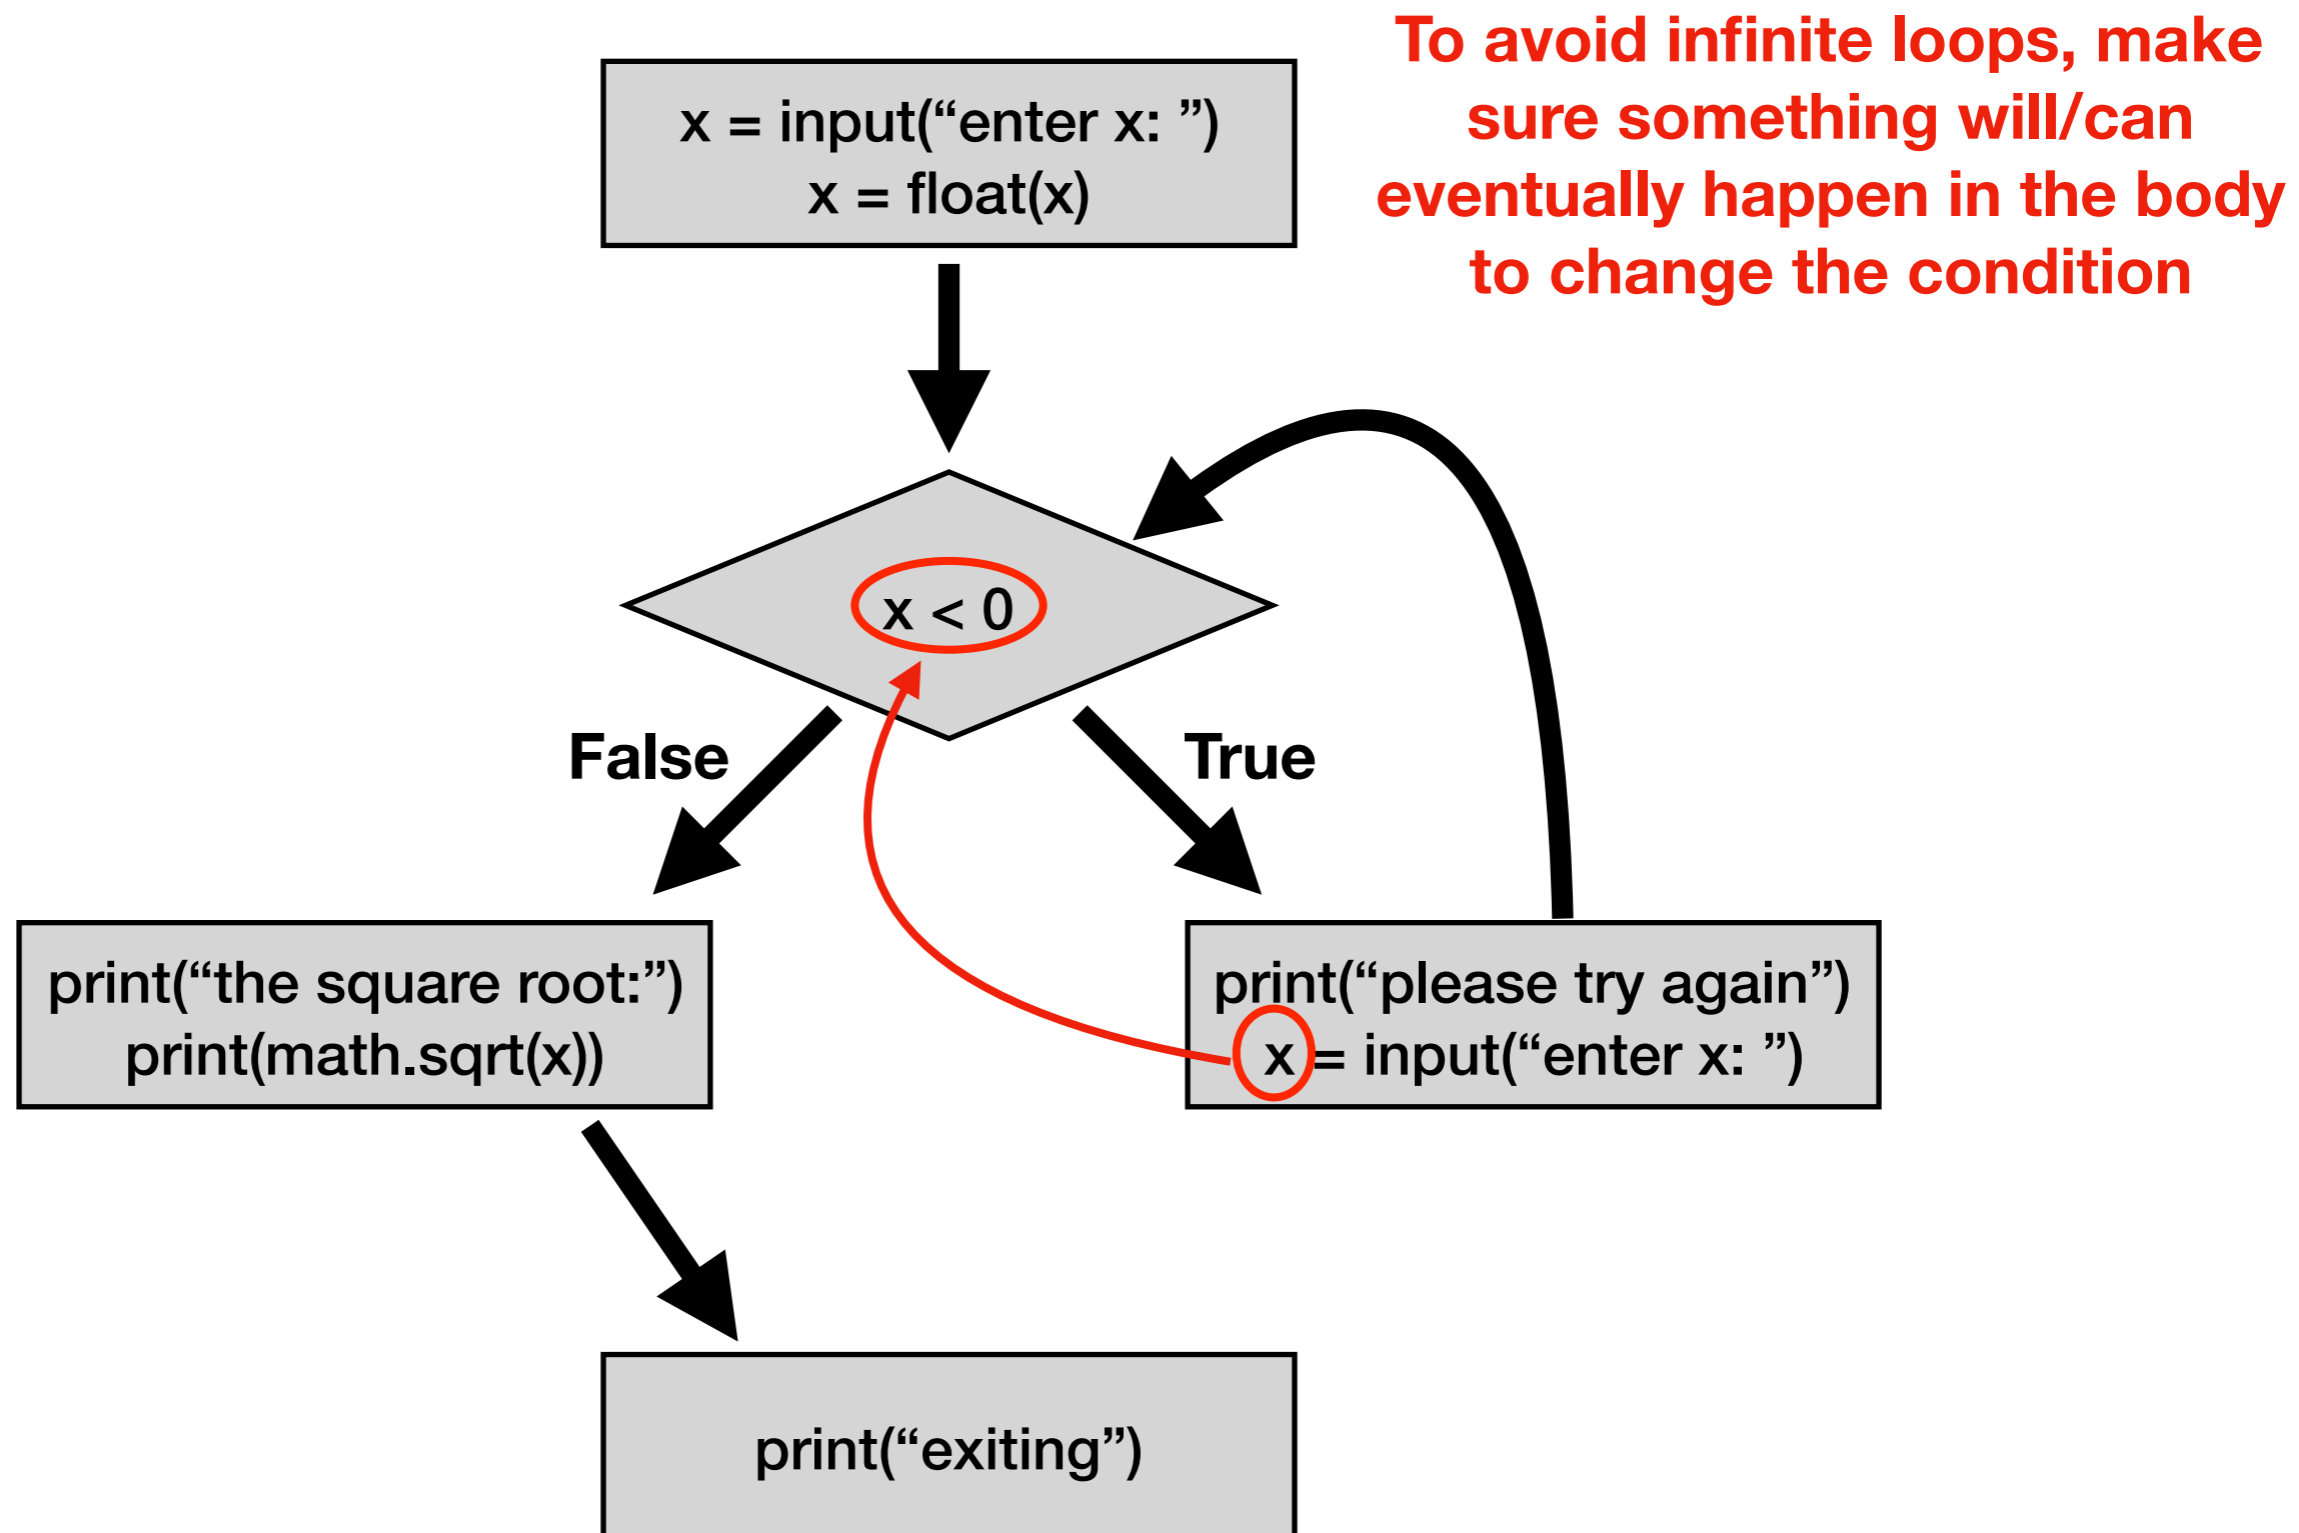 To avoid infinite loops, make
sure something will/can
eventually happen in the body
to change the condition
x = input(“enter x: ”)
x = float(x)
x < 0
False
True
print(“the square root:”)
print(math.sqrt(x))
print(“please try again”)
x = input(“enter x: ”)
print(“exiting”)